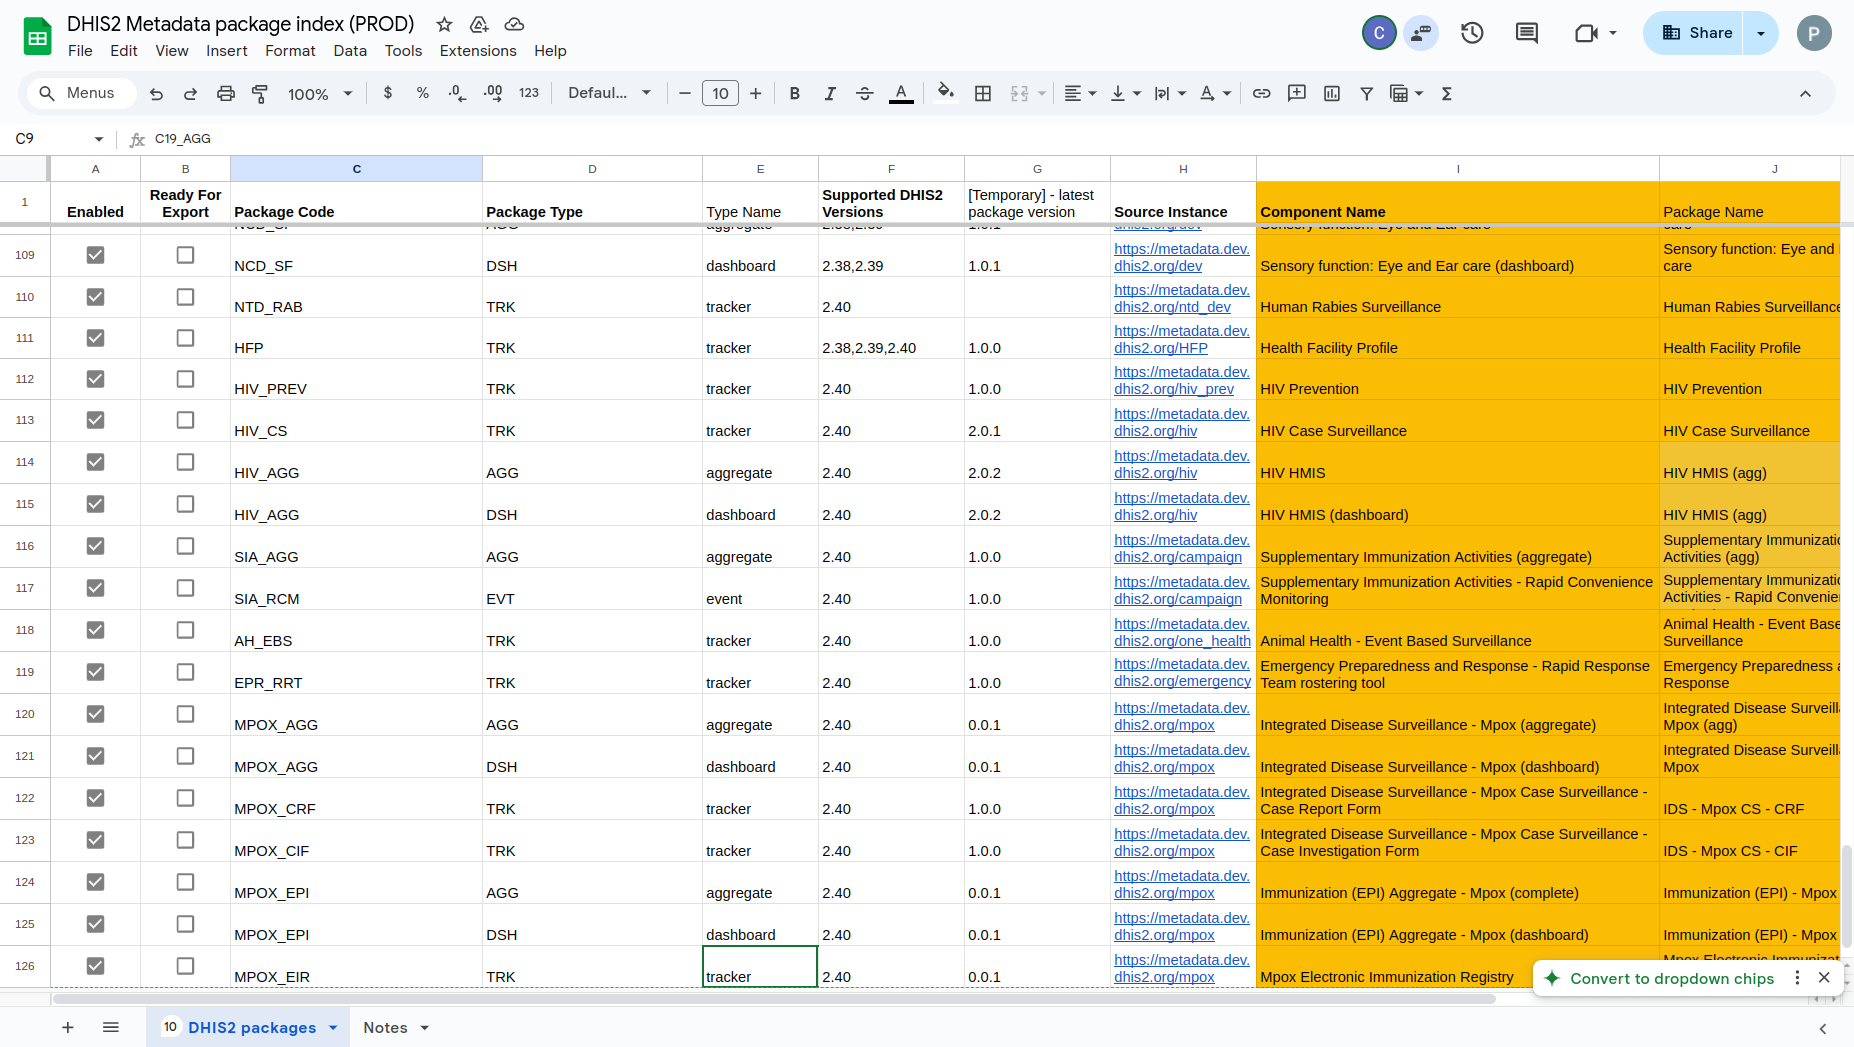 DHIS2 Metadata package index (PROD)
File Edit View Insert Format Data Tools Extensions Help
C
Share
P
Menus
100%
$ % .0 .00 123
Defaul...
10
B I A
C9
C19_AGG
A B C D E F G H I J
1 Enabled Ready For Export Package Code Package Type Type Name Supported DHIS2 Versions [Temporary] - latest package version Source Instance Component Name Package Name
109 NCD_SF DSH dashboard 2.38,2.39 1.0.1 https://metadata.dev.dhis2.org/dev Sensory function: Eye and Ear care (dashboard) Sensory function: Eye and care
110 NTD_RAB TRK tracker 2.40 https://metadata.dev.dhis2.org/ntd_dev Human Rabies Surveillance Human Rabies Surveillance
111 HFP TRK tracker 2.38,2.39,2.40 1.0.0 https://metadata.dev.dhis2.org/HFP Health Facility Profile Health Facility Profile
112 HIV_PREV TRK tracker 2.40 1.0.0 https://metadata.dev.dhis2.org/hiv_prev HIV Prevention HIV Prevention
113 HIV_CS TRK tracker 2.40 2.0.1 https://metadata.dev.dhis2.org/hiv HIV Case Surveillance HIV Case Surveillance
114 HIV_AGG AGG aggregate 2.40 2.0.2 https://metadata.dev.dhis2.org/hiv HIV HMIS HIV HMIS (agg)
115 HIV_AGG DSH dashboard 2.40 2.0.2 https://metadata.dev.dhis2.org/hiv HIV HMIS (dashboard) HIV HMIS (agg)
116 SIA_AGG AGG aggregate 2.40 1.0.0 https://metadata.dev.dhis2.org/campaign Supplementary Immunization Activities (aggregate) Supplementary Immunizatio Activities (agg)
117 SIA_RCM EVT event 2.40 1.0.0 https://metadata.dev.dhis2.org/campaign Supplementary Immunization Activities - Rapid Convenience Monitoring Supplementary Immunizatio Activities - Rapid Convenie
118 AH_EBS TRK tracker 2.40 1.0.0 https://metadata.dev.dhis2.org/one_health Animal Health - Event Based Surveillance Animal Health - Event Base Surveillance
119 EPR_RRT TRK tracker 2.40 1.0.0 https://metadata.dev.dhis2.org/emergency Emergency Preparedness and Response - Rapid Response Team rostering tool Emergency Preparedness a Response
120 MPOX_AGG AGG aggregate 2.40 0.0.1 https://metadata.dev.dhis2.org/mpox Integrated Disease Surveillance - Mpox (aggregate) Integrated Disease Surveill Mpox (agg)
121 MPOX_AGG DSH dashboard 2.40 0.0.1 https://metadata.dev.dhis2.org/mpox Integrated Disease Surveillance - Mpox (dashboard) Integrated Disease Surveill Mpox
122 MPOX_CRF TRK tracker 2.40 1.0.0 https://metadata.dev.dhis2.org/mpox Integrated Disease Surveillance - Mpox Case Surveillance - Case Report Form IDS - Mpox CS - CRF
123 MPOX_CIF TRK tracker 2.40 1.0.0 https://metadata.dev.dhis2.org/mpox Integrated Disease Surveillance - Mpox Case Surveillance - Case Investigation Form IDS - Mpox CS - CIF
124 MPOX_EPI AGG aggregate 2.40 0.0.1 https://metadata.dev.dhis2.org/mpox Immunization (EPI) Aggregate - Mpox (complete) Immunization (EPI) - Mpox
125 MPOX_EPI DSH dashboard 2.40 0.0.1 https://metadata.dev.dhis2.org/mpox Immunization (EPI) Aggregate - Mpox (dashboard) Immunization (EPI) - Mpox
126 MPOX_EIR TRK tracker 2.40 0.0.1 https://metadata.dev.dhis2.org/mpox Mpox Electronic Immunization Registry
Convert to dropdown chips
10 DHIS2 packages Notes